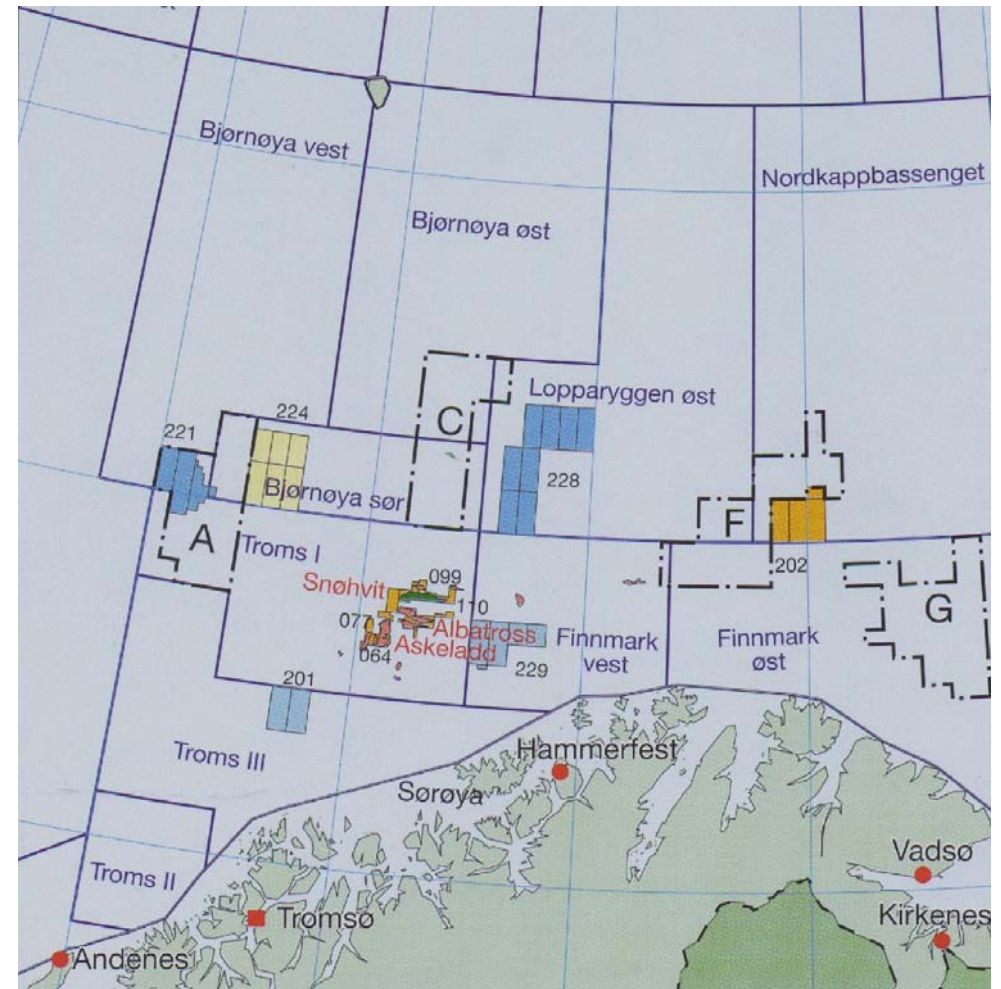 Bjørnøya vest
Nordkappbassenget
Bjørnøya øst
Lopparyggen øst
C
224
221
228
Bjørnøya sør
F
A
Troms I
202
099
Snøhvit
110
G
077
Albatross
Askeladd
064
Finnmark
vest
Finnmark
øst
229
201
Troms III
Hammerfest
Sørøya
Vadsø
Troms II
Kirkenes
Tromsø
Andenes